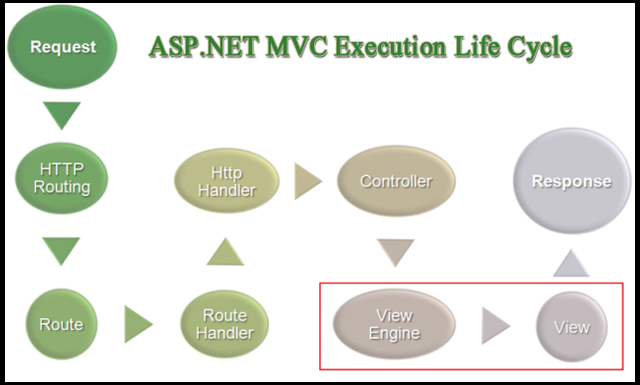 Request
ASP.NET MVC Execution Life Cycle
HTTP
Routing
Route
Route
Handler
Http
Handler
Controller
View
Engine
View
Response